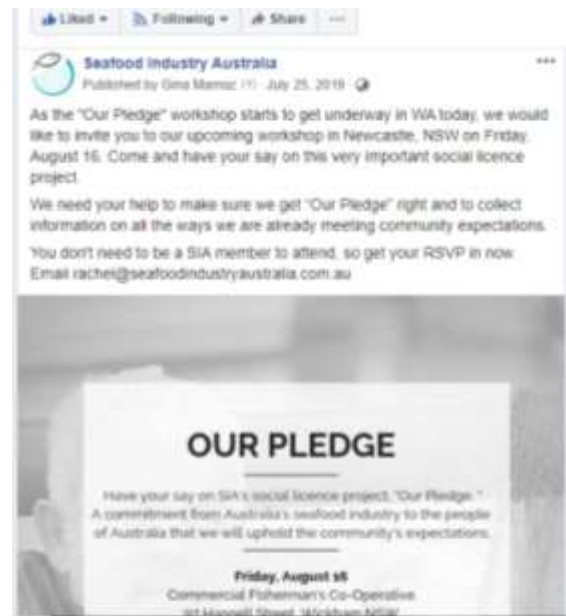 Liked
Following
Share
Seafood Industry Australia
Published by Gina · July 25, 2019
As the "Our Pledge" workshop starts to get underway in WA today, we would
like to invite you to our upcoming workshop in Newcastle, NSW on Friday,
August 16. Come and have your say on this very important social licence
project.
We need your help to make sure we get "Our Pledge" right and to collect
information on all the ways we are already meeting community expectations.
You don't need to be a SIA member to attend, so get your RSVP in now.
Email rachel@seafoodindustryaustralia.com.au
OUR PLEDGE
Have your say on SIA's social licence project, "Our Pledge."
A commitment from Australia's seafood industry to the people
of Australia that we will uphold the community's expectations.
Friday, August 16
Commercial Fisherman's Co-Operative
Hannell Street, Wickham NSW